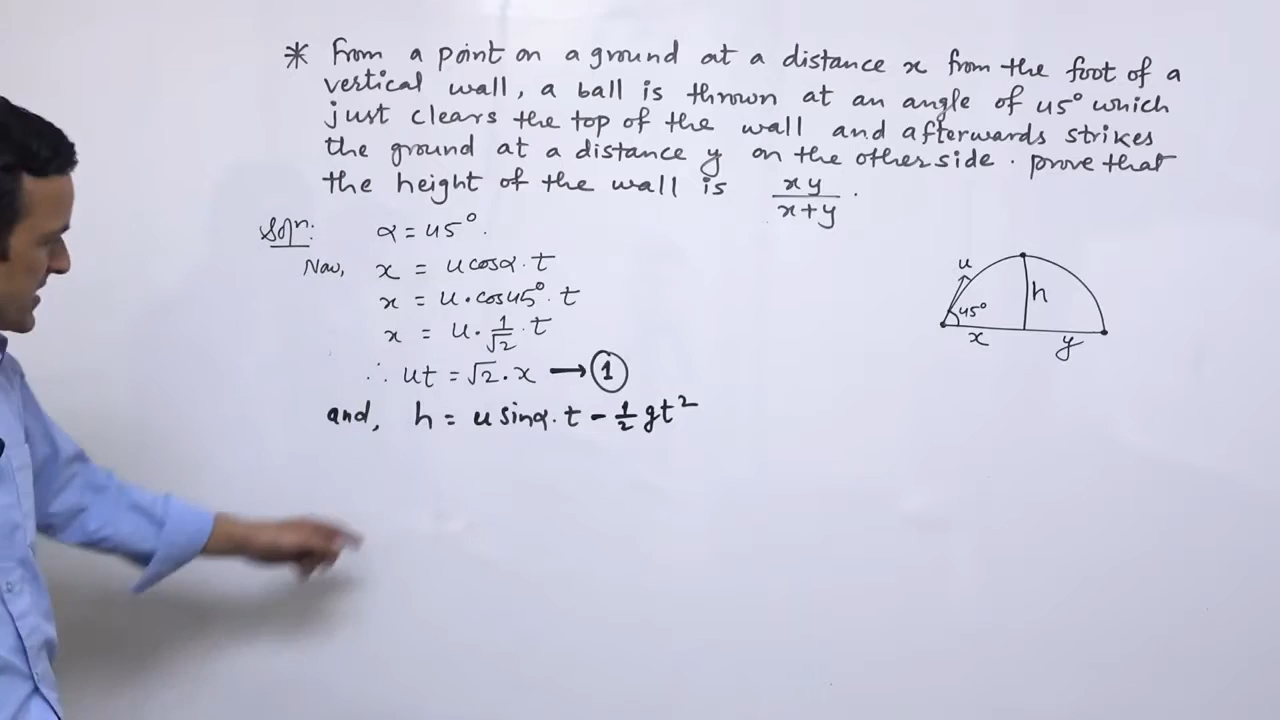 * From a point on a ground at a distance x from the foot of a
vertical wall, a ball is thrown at an angle of 45° which
just clears the top of the wall and afterwards strikes
the ground at a distance y on the other side. prove that
the height of the wall is xy/x+y.
Solⁿ: α = 45°.
Now, x = u cosα. t
x = u. cos45°. t
x = u. 1/√2 . t
∴ ut = √2. x → ①
and, h = u sinα. t - 1/2 gt²
u
45°
h
x
y